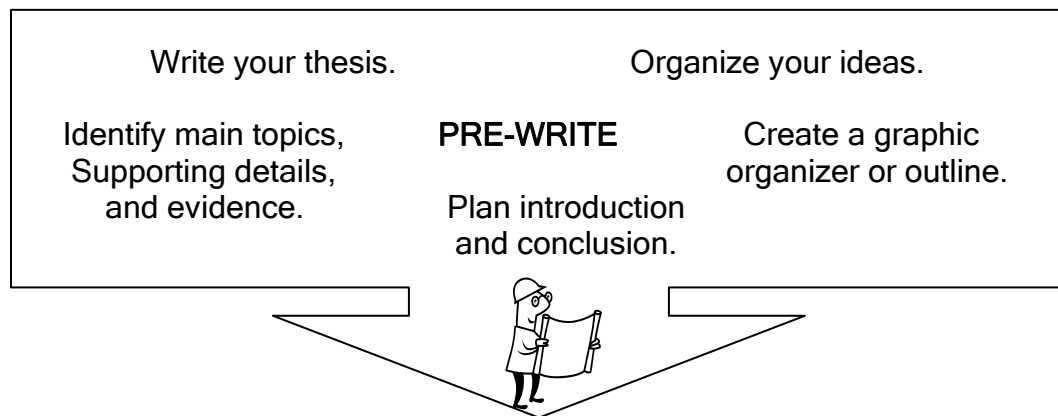 Write your thesis.
Organize your ideas.
Identify main topics,
Supporting details,
and evidence.
PRE-WRITE
Create a graphic
organizer or outline.
Plan introduction
and conclusion.